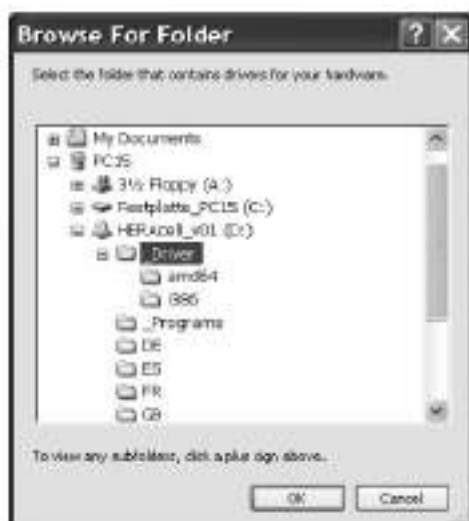 Browse For Folder
Select the folder that contains drivers for your hardware.
My Documents
PC15
3½ Floppy (A:)
Festplatte_PC15 (C:)
HERAcell_v01 (D:)
_Driver
amd64
i386
_Programs
DE
ES
FR
GB
To view any subfolders, click a plus sign above.
OK
Cancel